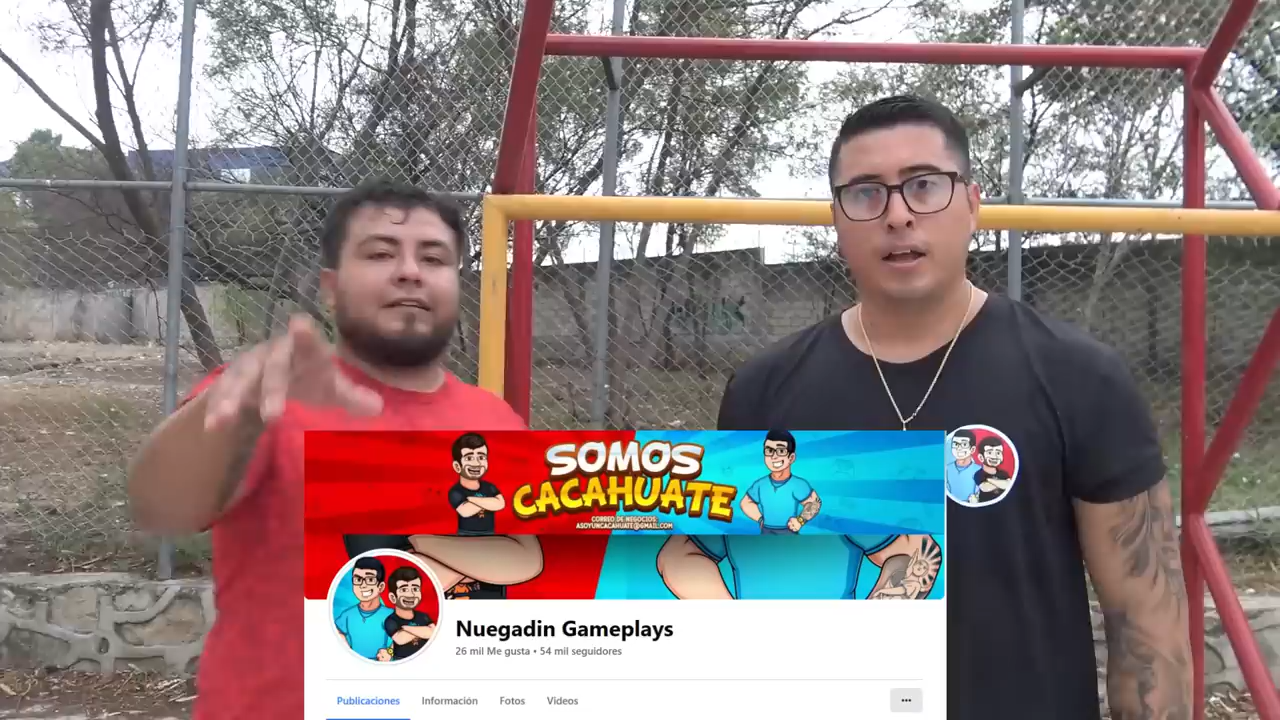 SOMOS
CACAHUATE
CORREO DE NEGOCIOS:
ASOYUNCACAHUATE@GMAIL.COM
Nuegadin Gameplays
26 mil Me gusta • 54 mil seguidores
Publicaciones Información Fotos Videos ...